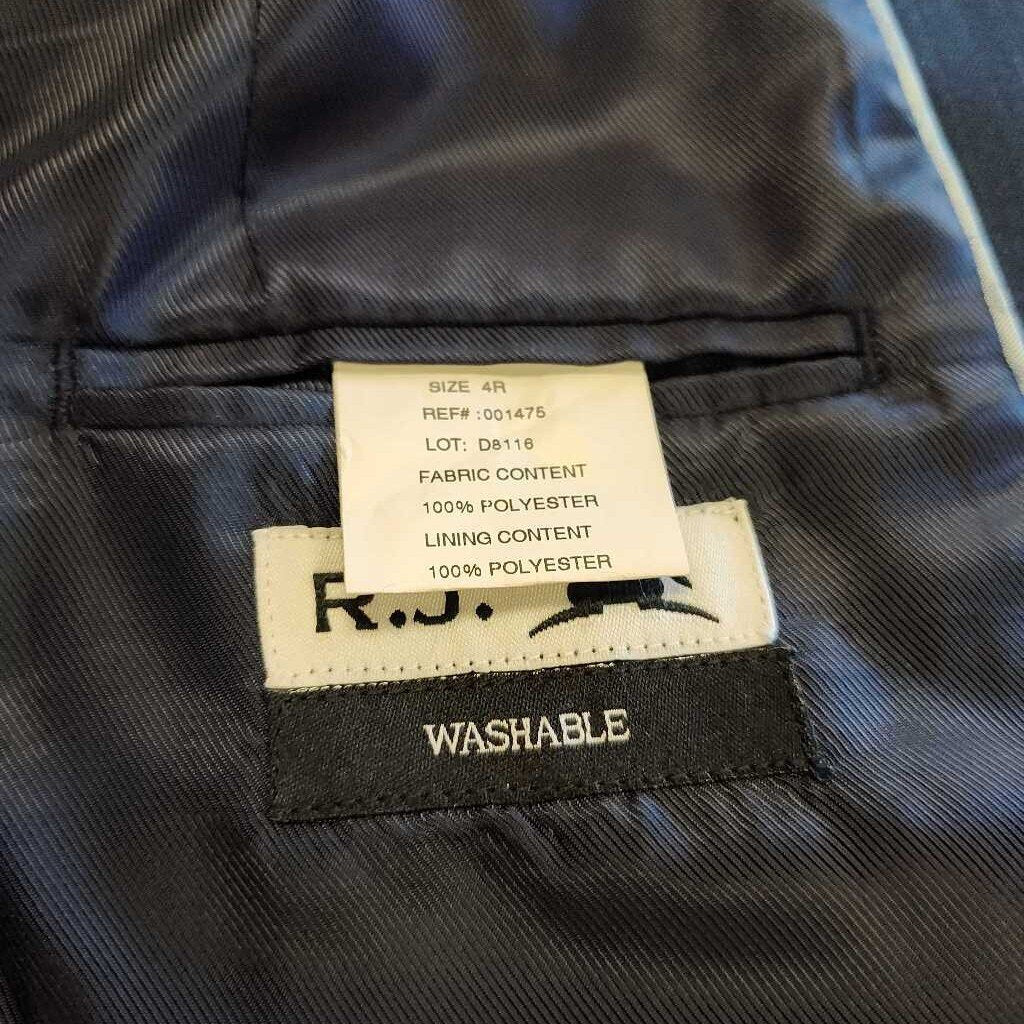 SIZE 4R
REF# :001475
LOT: D8116
FABRIC CONTENT
100% POLYESTER
LINING CONTENT
100% POLYESTER
R.J.
WASHABLE